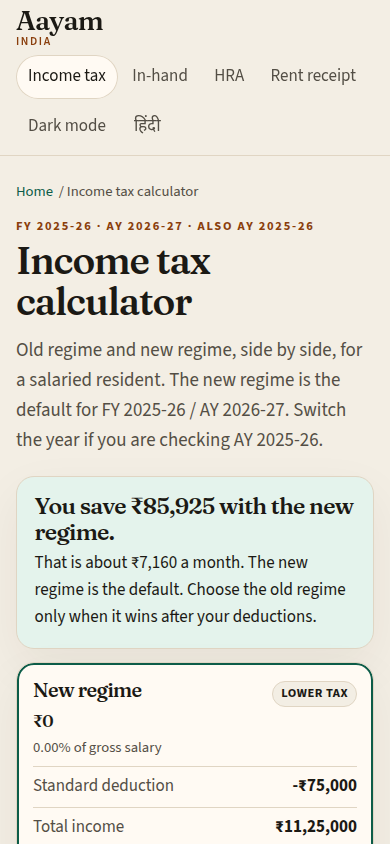 Aayam
INDIA
Income tax
In-hand
HRA
Rent receipt
Dark mode
हिंदी
Home / Income tax calculator
FY 2025-26 · AY 2026-27 · ALSO AY 2025-26
Income tax
calculator
Old regime and new regime, side by side, for
a salaried resident. The new regime is the
default for FY 2025-26 / AY 2026-27. Switch
the year if you are checking AY 2025-26.
You save ₹85,925 with the new
regime.
That is about ₹7,160 a month. The new
regime is the default. Choose the old regime
only when it wins after your deductions.
New regime
LOWER TAX
₹0
0.00% of gross salary
Standard deduction -₹75,000
Total income ₹11,25,000